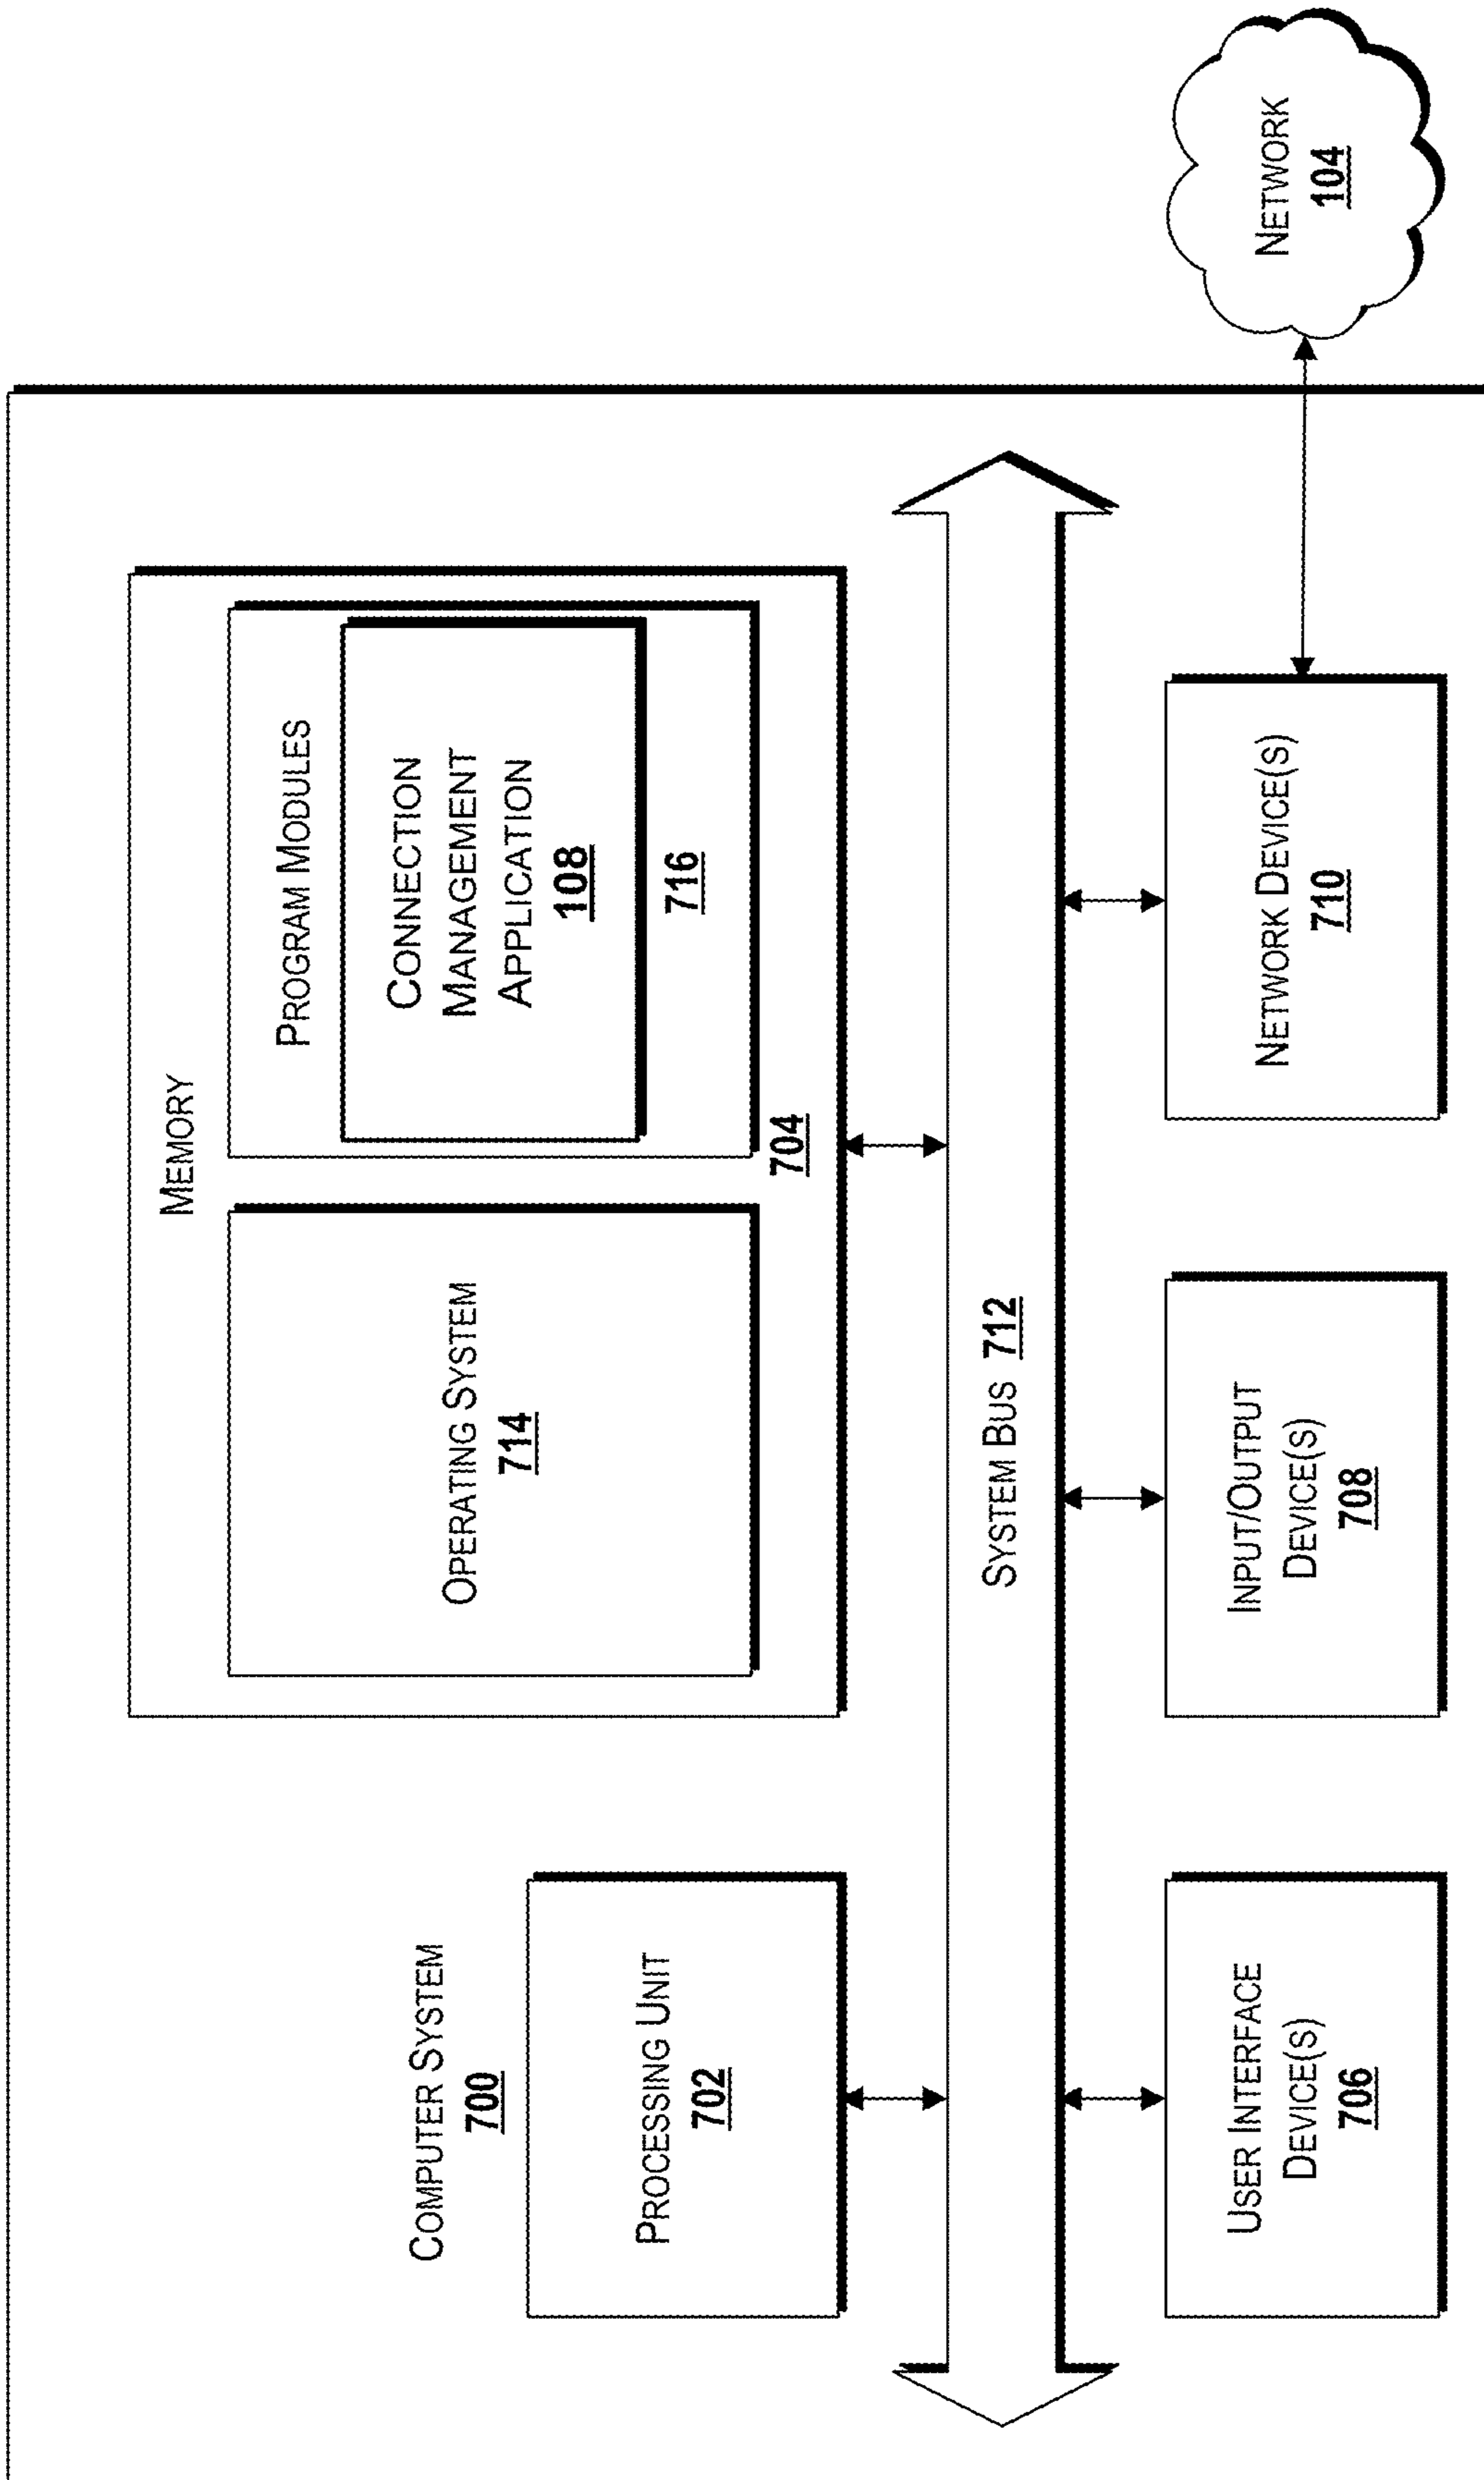 COMPUTER SYSTEM
700
PROCESSING UNIT
702
MEMORY
OPERATING SYSTEM
714
PROGRAM MODULES
CONNECTION
MANAGEMENT
APPLICATION
108
716
704
SYSTEM BUS 712
USER INTERFACE
DEVICE(S)
706
INPUT/OUTPUT
DEVICE(S)
708
NETWORK DEVICE(S)
710
NETWORK
104